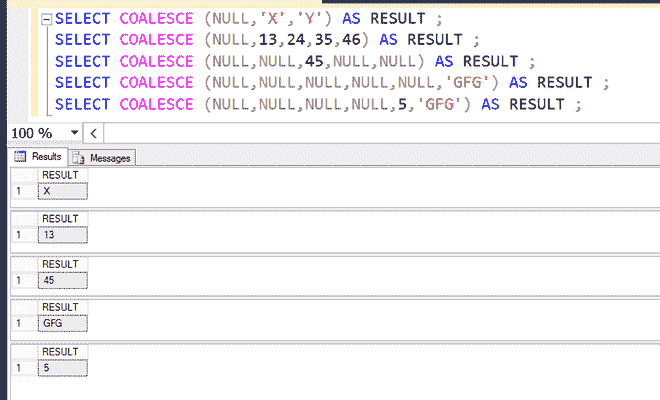 SELECT COALESCE (NULL,'X','Y') AS RESULT ;
SELECT COALESCE (NULL,13,24,35,46) AS RESULT ;
SELECT COALESCE (NULL,NULL,45,NULL,NULL) AS RESULT ;
SELECT COALESCE (NULL,NULL,NULL,NULL,NULL,'GFG') AS RESULT ;
SELECT COALESCE (NULL,NULL,NULL,NULL,5,'GFG') AS RESULT ;
100 %
Results Messages
RESULT
1 X
RESULT
1 13
RESULT
1 45
RESULT
1 GFG
RESULT
1 5